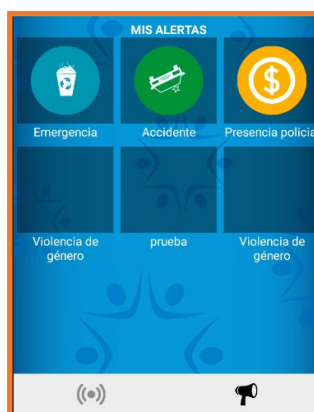 MIS ALERTAS
Emergencia
Accidente
Presencia policia
Violencia de
género
prueba
Violencia de
género